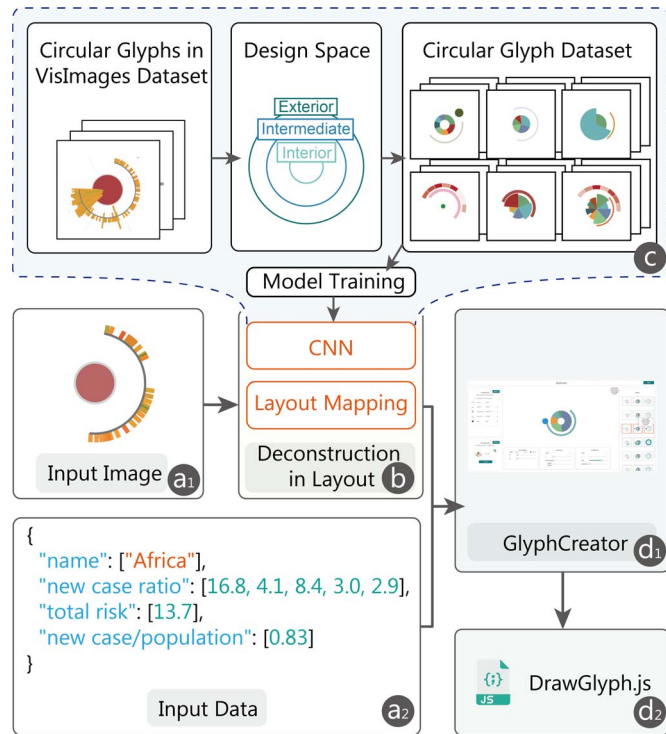 Circular Glyphs in
VisImages Dataset
Design Space
Exterior
Intermediate
Interior
Circular Glyph Dataset
c
Model Training
CNN
Layout Mapping
Deconstruction
in Layout
b
Input Image
a1
GlyphCreator
d1
{
"name": ["Africa"],
"new case ratio": [16.8, 4.1, 8.4, 3.0, 2.9],
"total risk": [13.7],
"new case/population": [0.83]
}
Input Data
a2
{;}
JS
DrawGlyph.js
d2